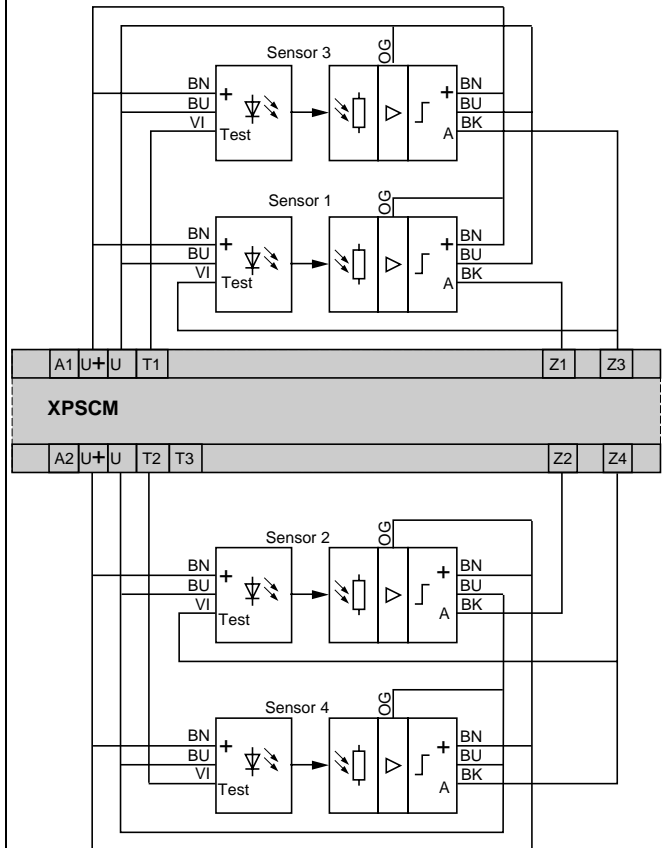 Sensor 3
OG
BN
+
BN
BU
VI
Test
+
BU
BK
A
Sensor 1
OG
BN
+
BN
BU
VI
Test
+
BU
BK
A
A1 U+ U T1 Z1 Z3
XPSCM
A2 U+ U T2 T3 Z2 Z4
Sensor 2
OG
BN
+
BN
BU
VI
Test
+
BU
BK
A
Sensor 4
OG
BN
+
BN
BU
VI
Test
+
BU
BK
A